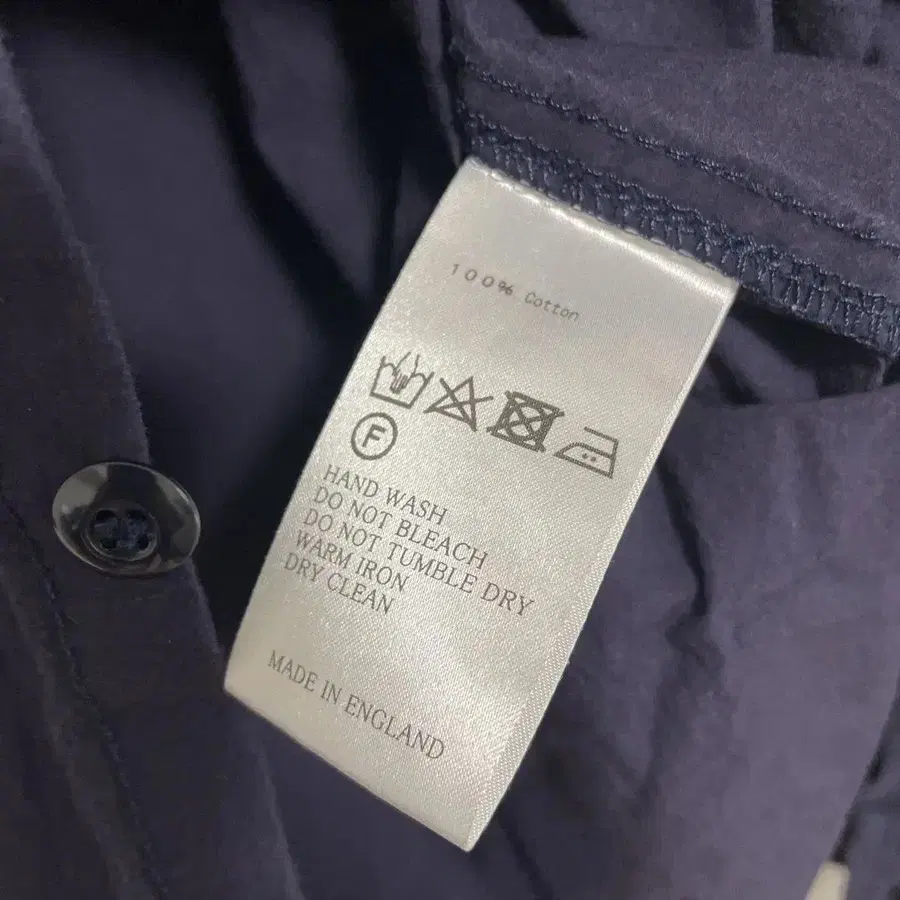 100% Cotton
F
HAND WASH
DO NOT BLEACH
DO NOT TUMBLE DRY
WARM IRON
DRY CLEAN
MADE IN ENGLAND